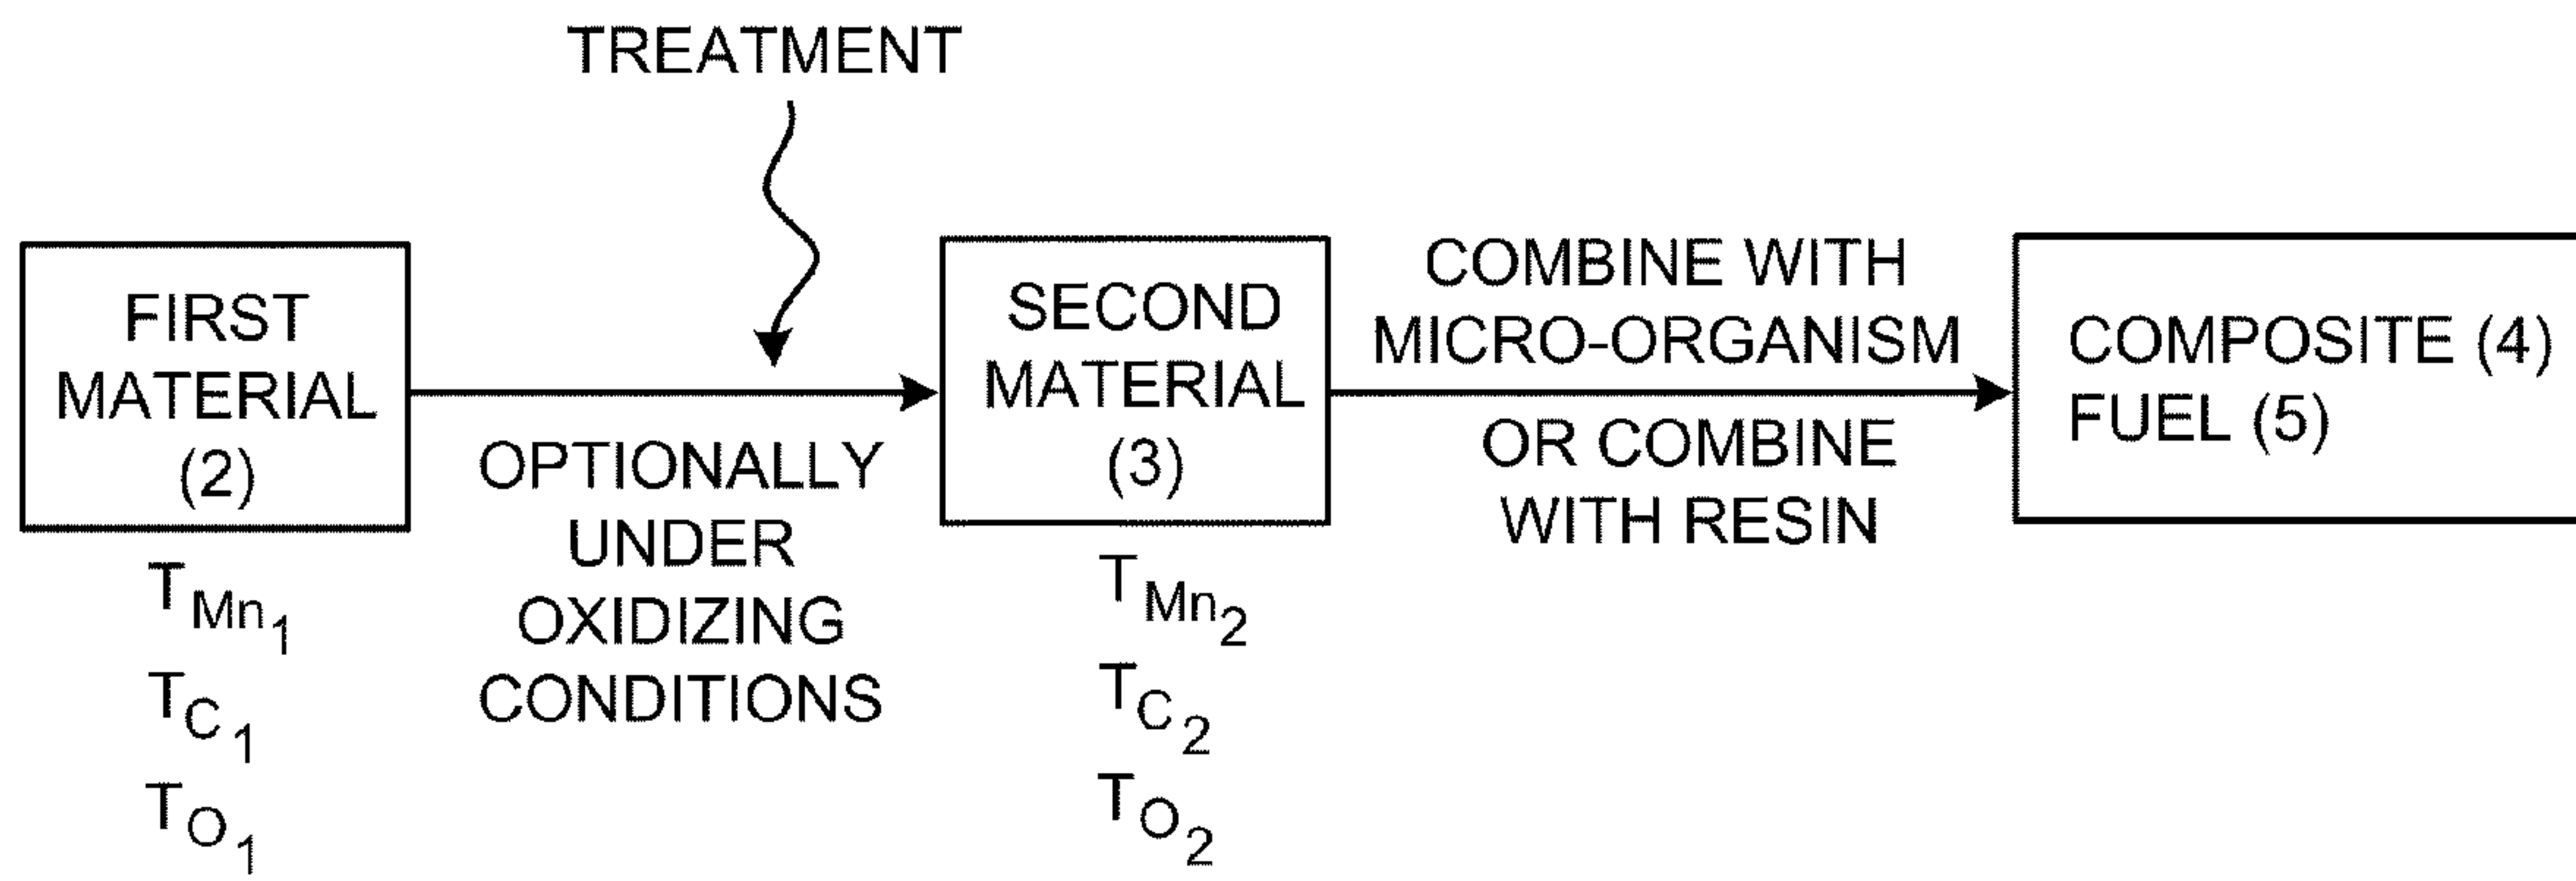 TREATMENT
FIRST
MATERIAL
(2)
OPTIONALLY
UNDER
OXIDIZING
CONDITIONS
SECOND
MATERIAL
(3)
COMBINE WITH
MICRO-ORGANISM
OR COMBINE
WITH RESIN
COMPOSITE (4)
FUEL (5)
TMn1
TC1
TO1
TMn2
TC2
TO2